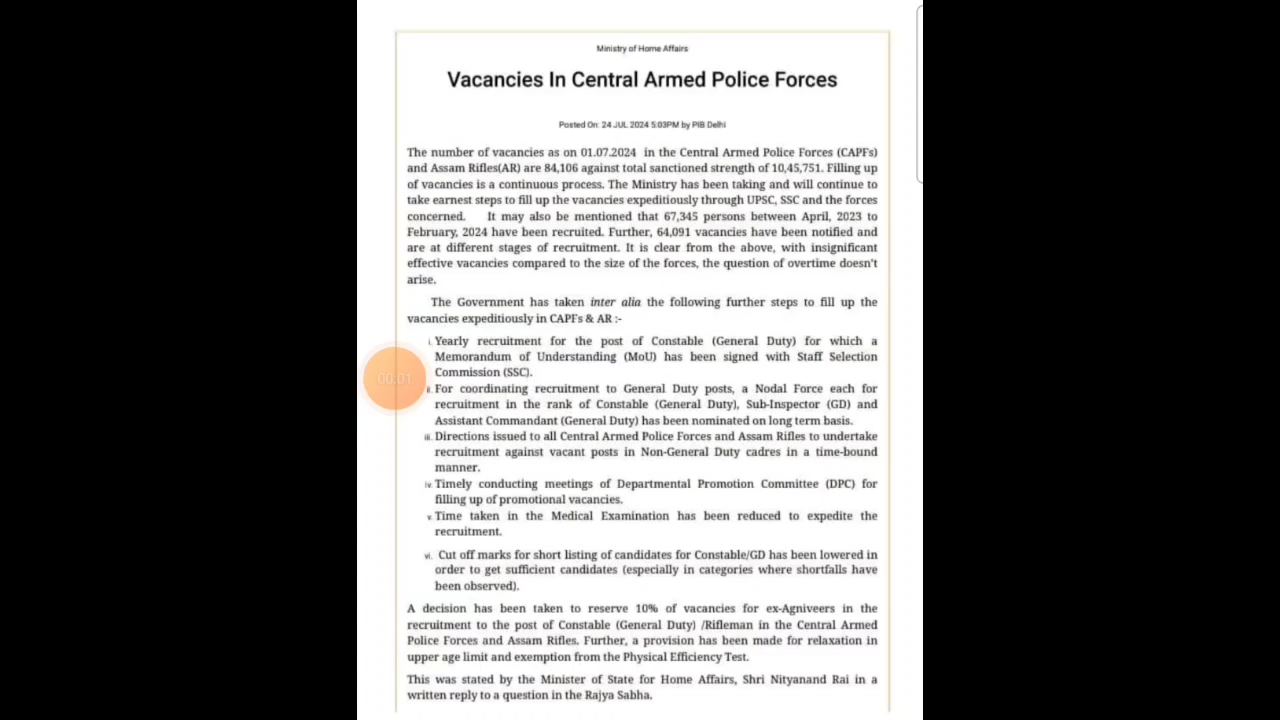 Ministry of Home Affairs
Vacancies In Central Armed Police Forces
Posted On: 24 JUL 2024 5:03PM by PIB Delhi
The number of vacancies as on 01.07.2024 in the Central Armed Police Forces (CAPFs)
and Assam Rifles(AR) are 84,106 against total sanctioned strength of 10,45,751. Filling up
of vacancies is a continuous process. The Ministry has been taking and will continue to
take earnest steps to fill up the vacancies expeditiously through UPSC, SSC and the forces
concerned. It may also be mentioned that 67,345 persons between April, 2023 to
February, 2024 have been recruited. Further, 64,091 vacancies have been notified and
are at different stages of recruitment. It is clear from the above, with insignificant
effective vacancies compared to the size of the forces, the question of overtime doesn't
arise.
The Government has taken inter alia the following further steps to fill up the
vacancies expeditiously in CAPFs & AR :-
i. Yearly recruitment for the post of Constable (General Duty) for which a
Memorandum of Understanding (MoU) has been signed with Staff Selection
Commission (SSC).
00:01
ii. For coordinating recruitment to General Duty posts, a Nodal Force each for
recruitment in the rank of Constable (General Duty), Sub-Inspector (GD) and
Assistant Commandant (General Duty) has been nominated on long term basis.
iii. Directions issued to all Central Armed Police Forces and Assam Rifles to undertake
recruitment against vacant posts in Non-General Duty cadres in a time-bound
manner.
iv. Timely conducting meetings of Departmental Promotion Committee (DPC) for
filling up of promotional vacancies.
v. Time taken in the Medical Examination has been reduced to expedite the
recruitment.
vi. Cut off marks for short listing of candidates for Constable/GD has been lowered in
order to get sufficient candidates (especially in categories where shortfalls have
been observed).
A decision has been taken to reserve 10% of vacancies for ex-Agniveers in the
recruitment to the post of Constable (General Duty) /Rifleman in the Central Armed
Police Forces and Assam Rifles. Further, a provision has been made for relaxation in
upper age limit and exemption from the Physical Efficiency Test.
This was stated by the Minister of State for Home Affairs, Shri Nityanand Rai in a
written reply to a question in the Rajya Sabha.